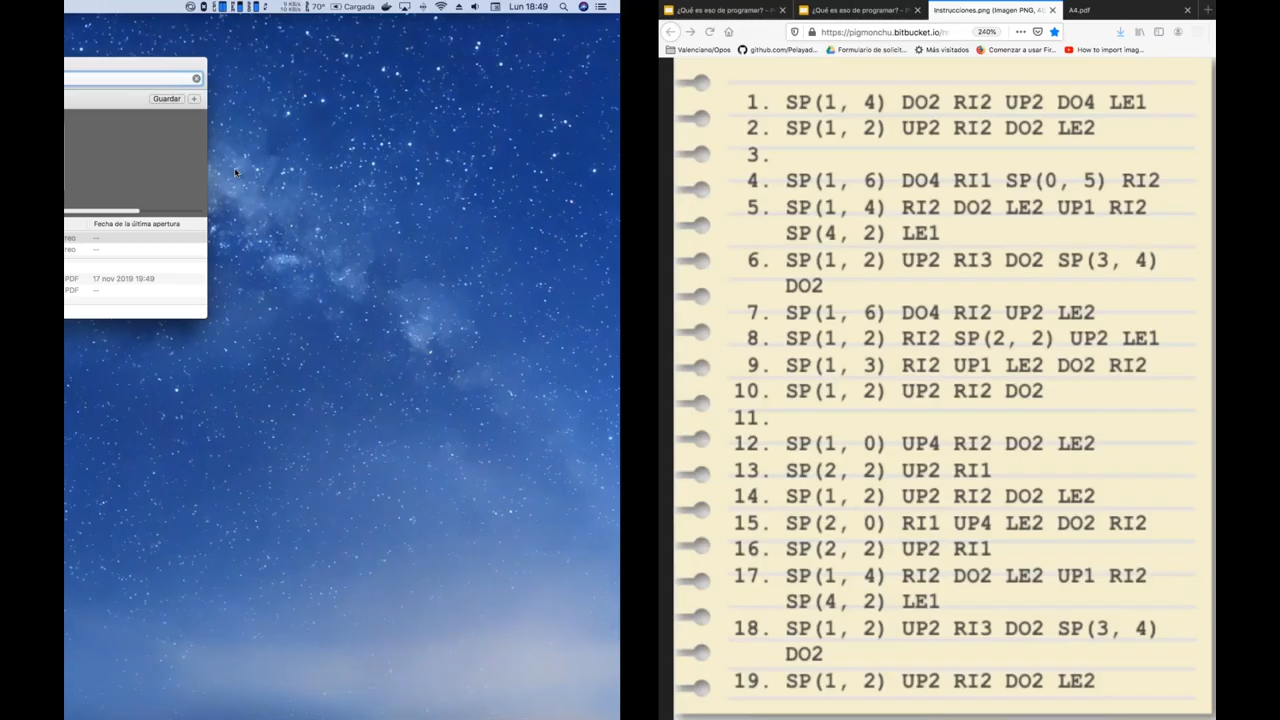 9 KB/s
10 KB/s
70°
Cargada
Lun 18:49
Guardar
Fecha de la última apertura
reo --
reo --
PDF 17 nov 2019 19:49
PDF --
¿Qué es eso de programar? - P
¿Qué es eso de programar? - P
Instrucciones.png (Imagen PNG, 40
A4.pdf
https://pigmonchu.bitbucket.io/
240%
Valenciano/Opos
github.com/Pelayad...
Formulario de solicit...
Más visitados
Comenzar a usar Fir...
How to import imag...
1. SP(1, 4) DO2 RI2 UP2 DO4 LE1
2. SP(1, 2) UP2 RI2 DO2 LE2
3.
4. SP(1, 6) DO4 RI1 SP(0, 5) RI2
5. SP(1, 4) RI2 DO2 LE2 UP1 RI2
SP(4, 2) LE1
6. SP(1, 2) UP2 RI3 DO2 SP(3, 4)
DO2
7. SP(1, 6) DO4 RI2 UP2 LE2
8. SP(1, 2) RI2 SP(2, 2) UP2 LE1
9. SP(1, 3) RI2 UP1 LE2 DO2 RI2
10. SP(1, 2) UP2 RI2 DO2
11.
12. SP(1, 0) UP4 RI2 DO2 LE2
13. SP(2, 2) UP2 RI1
14. SP(1, 2) UP2 RI2 DO2 LE2
15. SP(2, 0) RI1 UP4 LE2 DO2 RI2
16. SP(2, 2) UP2 RI1
17. SP(1, 4) RI2 DO2 LE2 UP1 RI2
SP(4, 2) LE1
18. SP(1, 2) UP2 RI3 DO2 SP(3, 4)
DO2
19. SP(1, 2) UP2 RI2 DO2 LE2